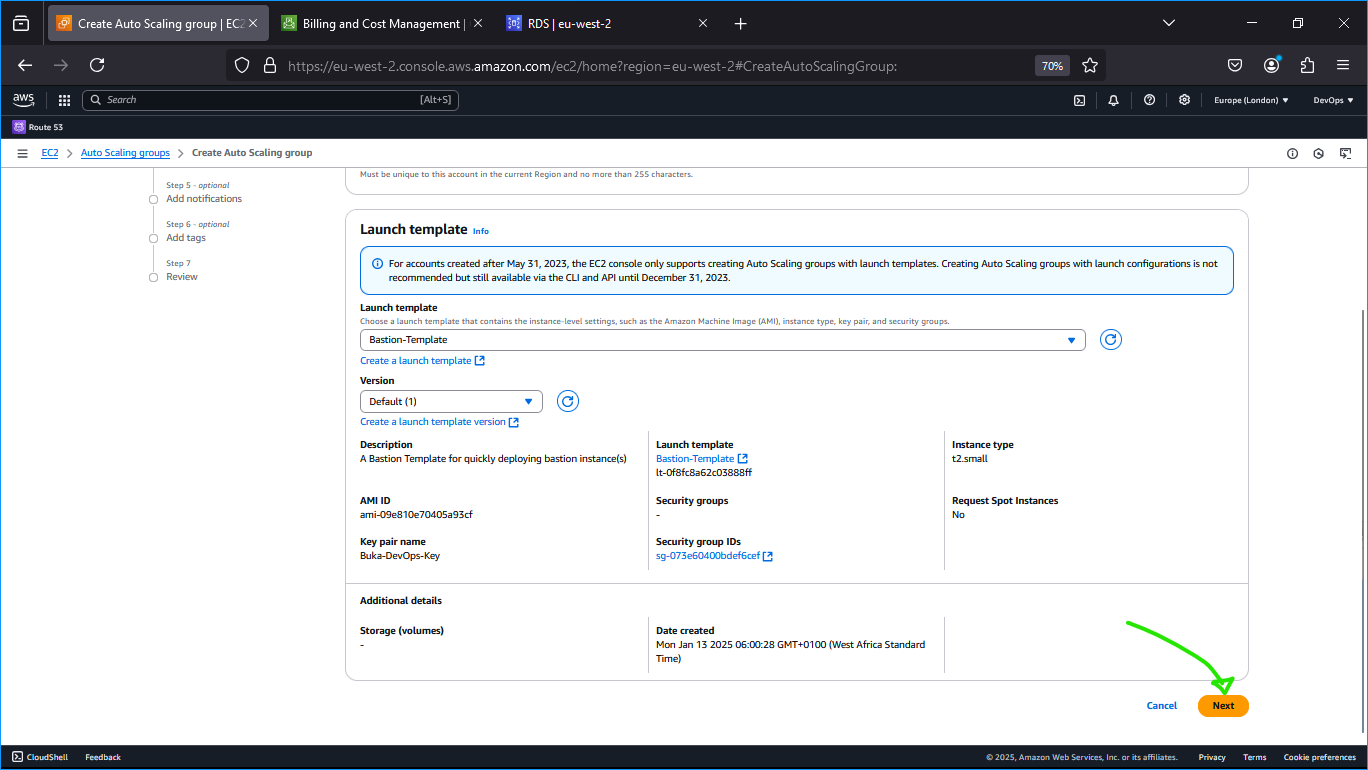 Create Auto Scaling group | EC2
Billing and Cost Management |
RDS | eu-west-2
https://eu-west-2.console.aws.amazon.com/ec2/home?region=eu-west-2#CreateAutoScalingGroup:
70%
aws
Search
[Alt+S]
Europe (London)
DevOps
Route 53
EC2
Auto Scaling groups
Create Auto Scaling group
Step 5 - optional
Add notifications
Step 6 - optional
Add tags
Step 7
Review
Must be unique to this account in the current Region and no more than 255 characters.
Launch template Info
For accounts created after May 31, 2023, the EC2 console only supports creating Auto Scaling groups with launch templates. Creating Auto Scaling groups with launch configurations is not
recommended but still available via the CLI and API until December 31, 2023.
Launch template
Choose a launch template that contains the instance-level settings, such as the Amazon Machine Image (AMI), instance type, key pair, and security groups.
Bastion-Template
Create a launch template
Version
Default (1)
Create a launch template version
Description
A Bastion Template for quickly deploying bastion instance(s)
Launch template
Bastion-Template
lt-0f8fc8a62c03888ff
Instance type
t2.small
AMI ID
ami-09e810e70405a93cf
Security groups
-
Request Spot Instances
No
Key pair name
Buka-DevOps-Key
Security group IDs
sg-073e60400bdef6cef
Additional details
Storage (volumes)
-
Date created
Mon Jan 13 2025 06:00:28 GMT+0100 (West Africa Standard
Time)
Cancel
Next
CloudShell
Feedback
© 2025, Amazon Web Services, Inc. or its affiliates.
Privacy
Terms
Cookie preferences